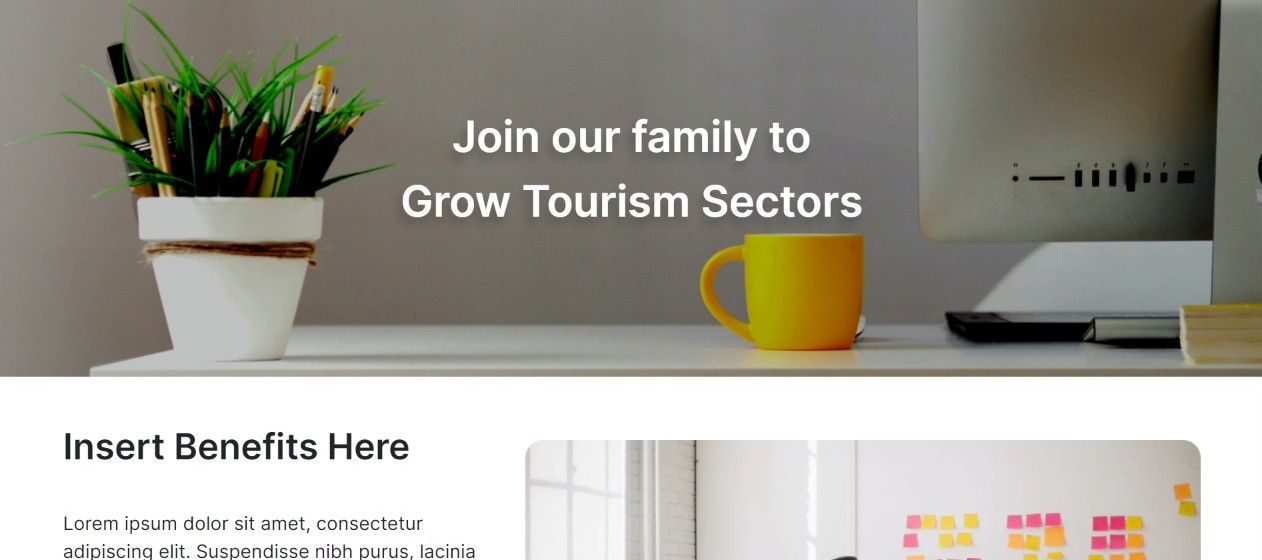 Join our family to
Grow Tourism Sectors
Insert Benefits Here
Lorem ipsum dolor sit amet, consectetur
adipiscing elit. Suspendisse nibh purus, lacinia